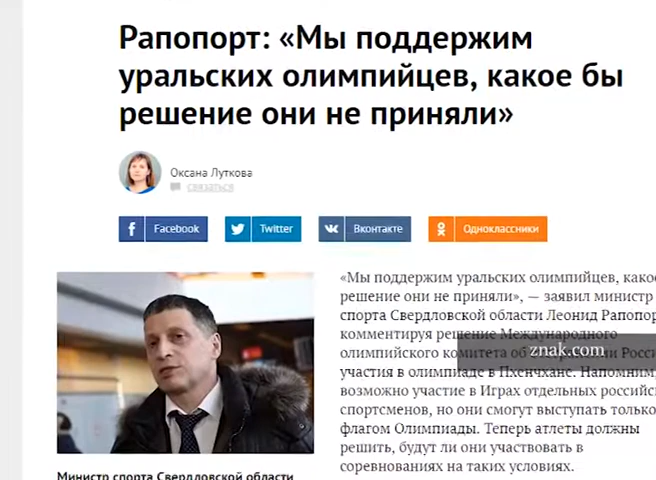 Рапопорт: «Мы поддержим
уральских олимпийцев, какое бы
решение они не приняли»
Оксана Луткова
связаться
Facebook
Twitter
Вконтакте
Одноклассники
«Мы поддержим уральских олимпийцев, како
решение они не приняли», — заявил министр
спорта Свердловской области Леонид Рапопор
комментируя решение Международного
олимпийского комитета об Росси
znak.com
участия в олимпиаде в Пхенчхане. Напомним,
возможно участие в Играх отдельных российс
спортсменов, но они смогут выступать только
флагом Олимпиады. Теперь атлеты должны
решить, будут ли они участвовать в
соревнованиях на таких условиях.
Министр спорта Свердловской области